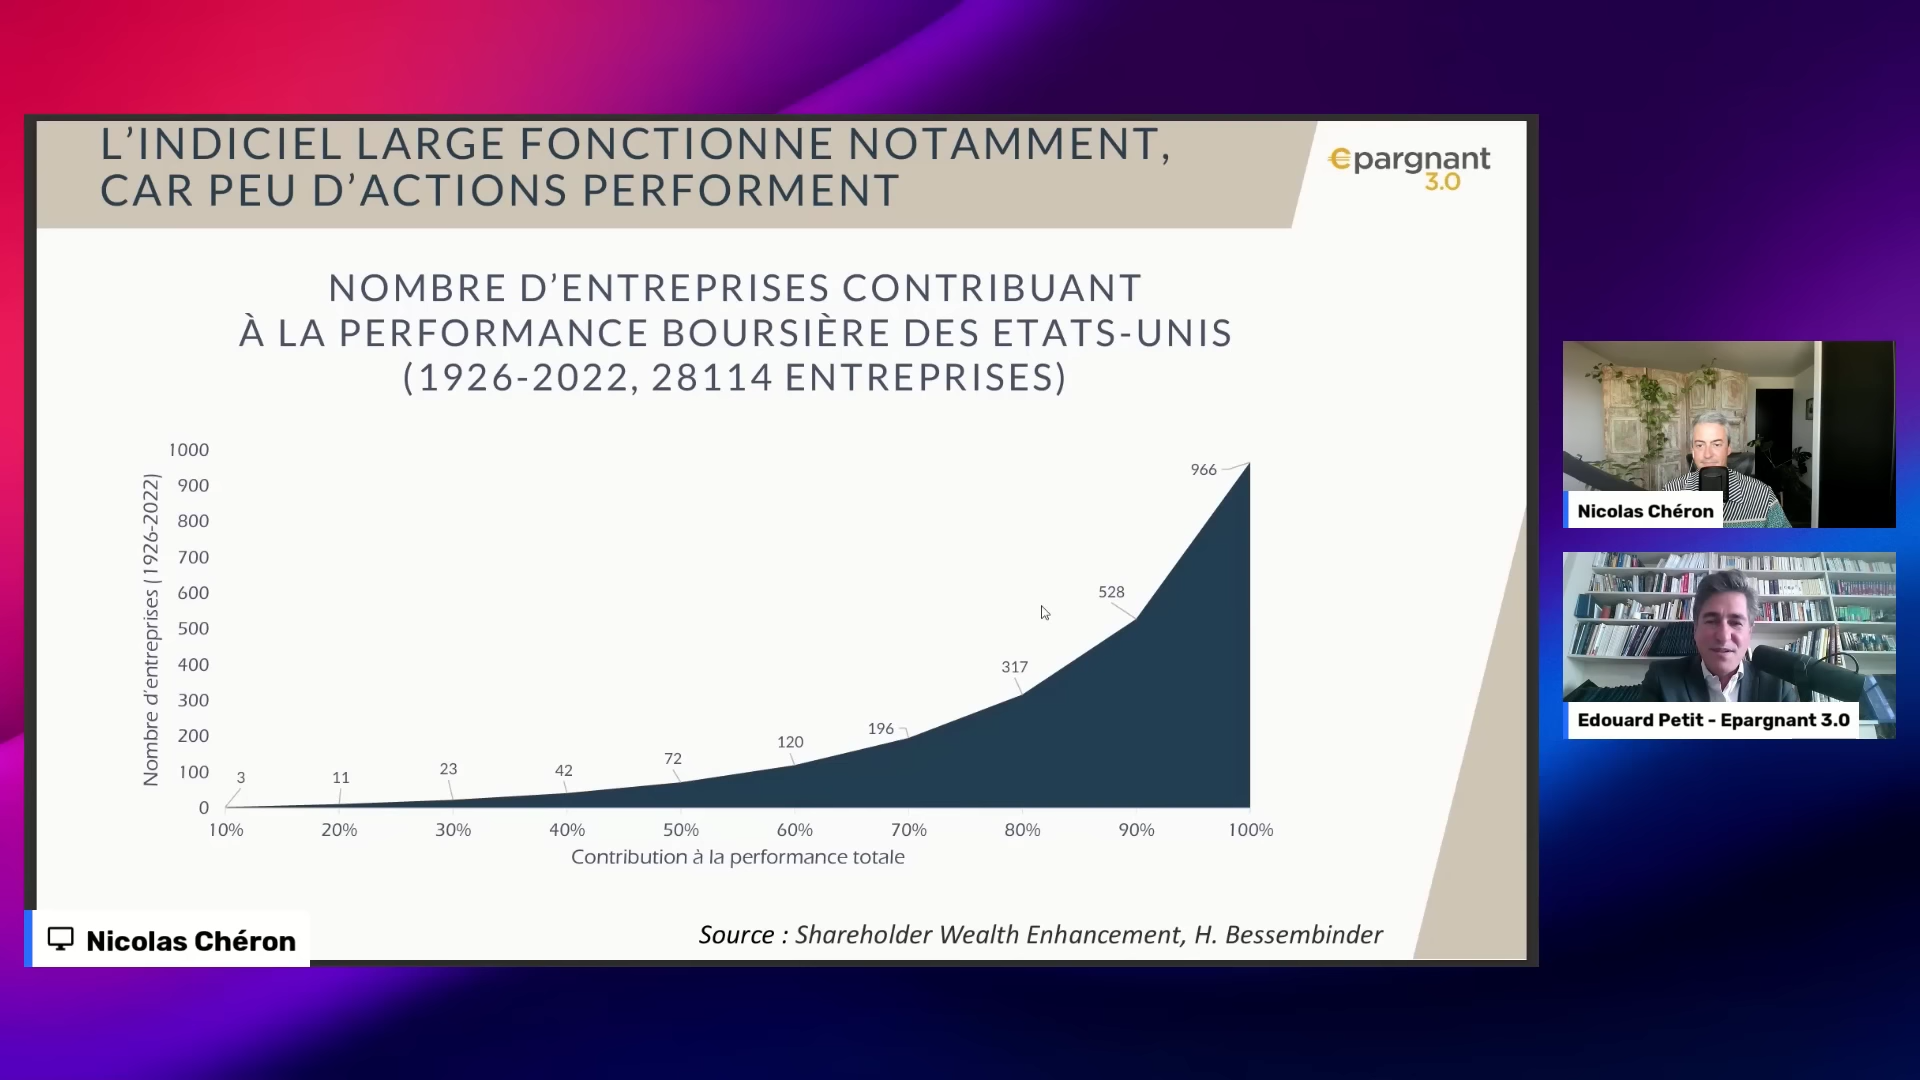 L’INDICIEL LARGE FONCTIONNE NOTAMMENT,
CAR PEU D’ACTIONS PERFORMENT
€pargnant
3.0
NOMBRE D’ENTREPRISES CONTRIBUANT
À LA PERFORMANCE BOURSIÈRE DES ETATS-UNIS
(1926-2022, 28114 ENTREPRISES)
Nombre d’entreprises (1926-2022)
1000
900
800
700
600
500
400
300
200
100
0
3
11
23
42
72
120
196
317
528
966
10% 20% 30% 40% 50% 60% 70% 80% 90% 100%
Contribution à la performance totale
Source : Shareholder Wealth Enhancement, H. Bessembinder
Nicolas Chéron
Nicolas Chéron
Edouard Petit - Epargnant 3.0